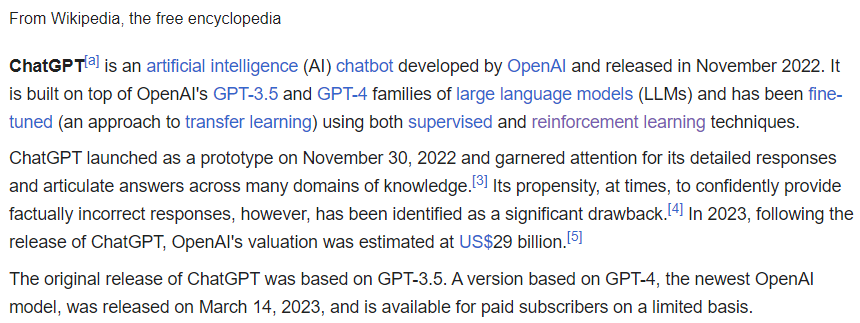 From Wikipedia, the free encyclopedia
ChatGPT[a] is an artificial intelligence (AI) chatbot developed by OpenAI and released in November 2022. It
is built on top of OpenAI's GPT-3.5 and GPT-4 families of large language models (LLMs) and has been fine-
tuned (an approach to transfer learning) using both supervised and reinforcement learning techniques.
ChatGPT launched as a prototype on November 30, 2022 and garnered attention for its detailed responses
and articulate answers across many domains of knowledge.[3] Its propensity, at times, to confidently provide
factually incorrect responses, however, has been identified as a significant drawback.[4] In 2023, following the
release of ChatGPT, OpenAI's valuation was estimated at US$29 billion.[5]
The original release of ChatGPT was based on GPT-3.5. A version based on GPT-4, the newest OpenAI
model, was released on March 14, 2023, and is available for paid subscribers on a limited basis.